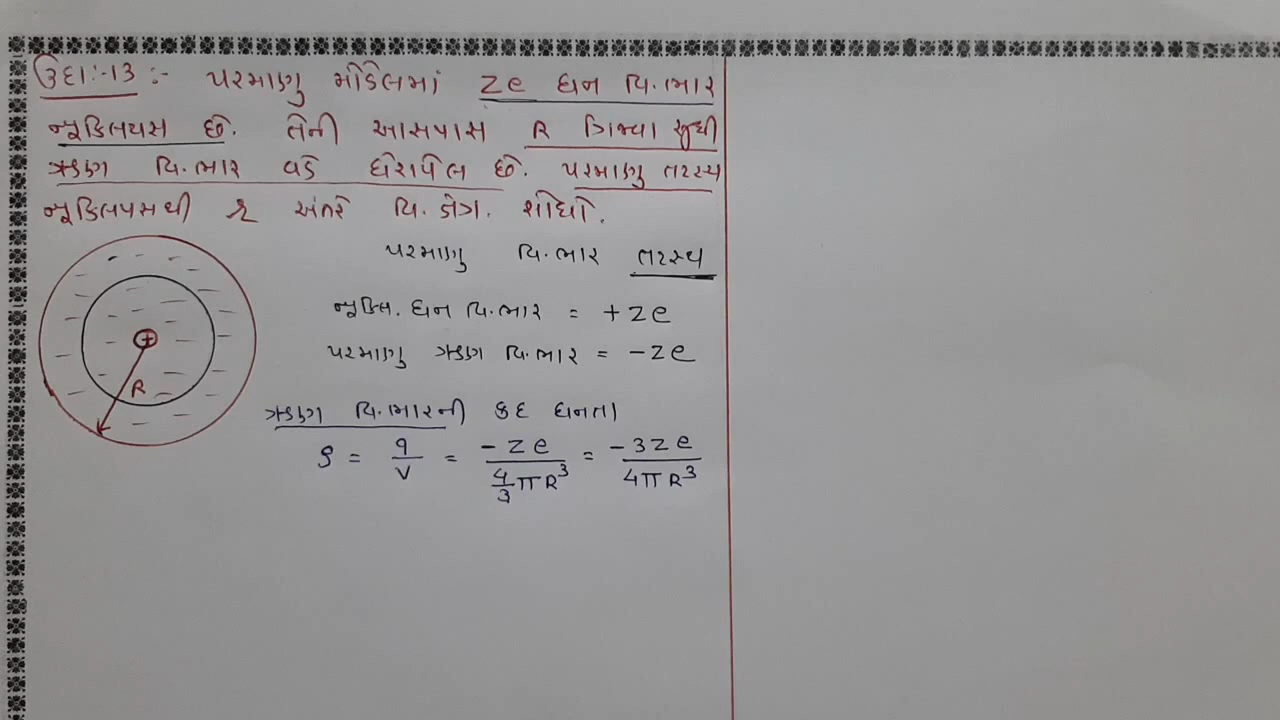 ઉદા:-13 :- પરમાણુ મોડેલમાં ze ધન વિ.ભાર
ન્યૂક્લિયસ છે. તેની આસપાસ R ત્રિજ્યા સુધી
ઋણ વિ.ભાર વડે ઘેરાયેલ છે. પરમાણુ તટસ્થ
ન્યૂક્લિયસથી r અંતરે વિ. ક્ષેત્ર. શોધો.
પરમાણુ વિ.ભાર તટસ્થ
ન્યૂક્લિ. ધન વિ.ભાર = +ze
પરમાણુ ઋણ વિ.ભાર = -ze
+
R
ઋણ વિ.ભારની કદ ઘનતા
ρ = q/V = -ze/(4/3 πR³) = -3ze/4πR³